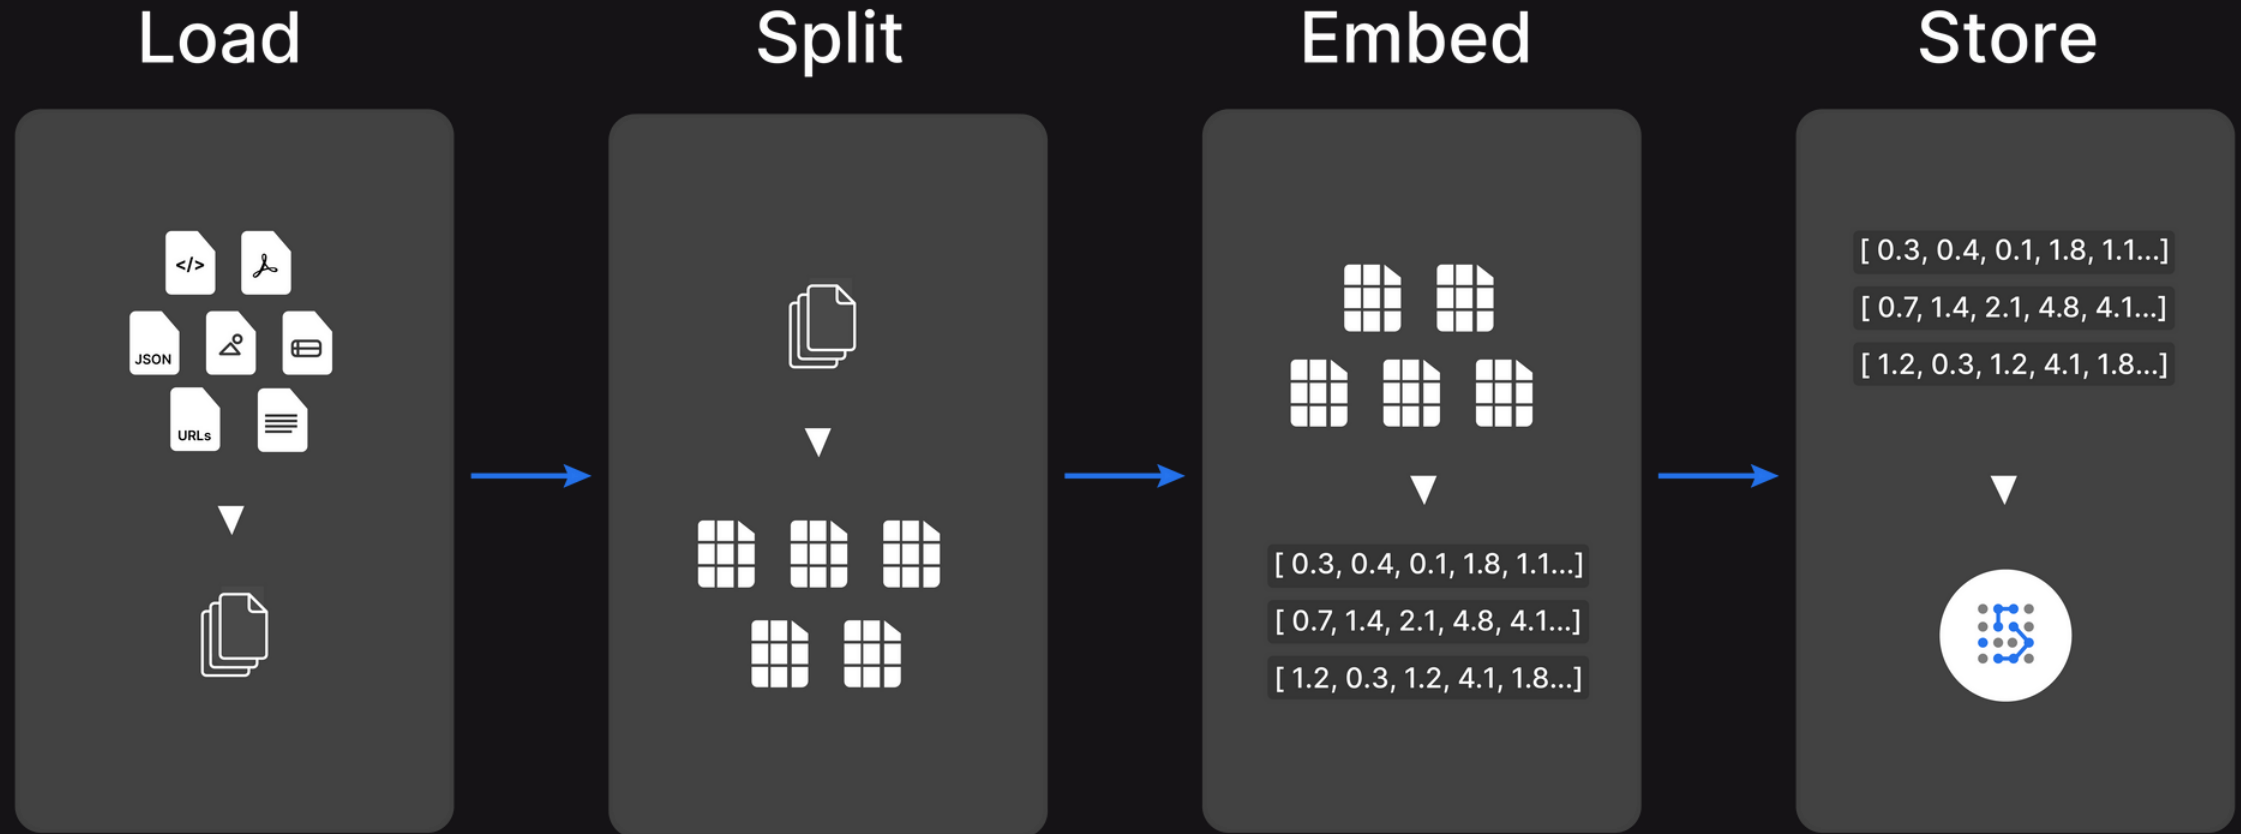 Load
Split
Embed
Store
</>
JSON
URLs
[ 0.3, 0.4, 0.1, 1.8, 1.1...]
[ 0.7, 1.4, 2.1, 4.8, 4.1...]
[ 1.2, 0.3, 1.2, 4.1, 1.8...]
[ 0.3, 0.4, 0.1, 1.8, 1.1...]
[ 0.7, 1.4, 2.1, 4.8, 4.1...]
[ 1.2, 0.3, 1.2, 4.1, 1.8...]